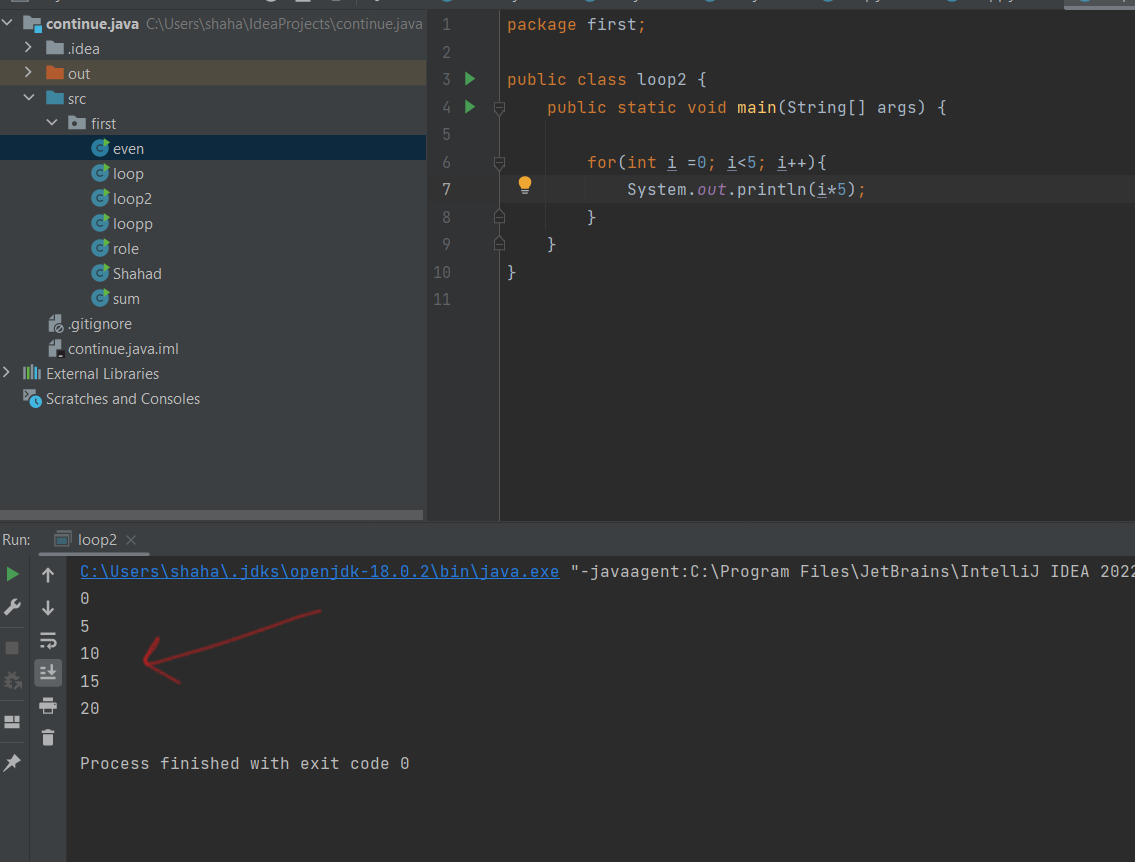 continue.java C:\Users\shaha\IdeaProjects\continue.java
.idea
out
src
first
even
loop
loop2
loopp
role
Shahad
sum
.gitignore
continue.java.iml
External Libraries
Scratches and Consoles
1 package first;
2
3 public class loop2 {
4 public static void main(String[] args) {
5
6 for(int i =0; i<5; i++){
7 System.out.println(i*5);
8 }
9 }
10 }
11
Run: loop2
C:\Users\shaha\.jdks\openjdk-18.0.2\bin\java.exe "-javaagent:C:\Program Files\JetBrains\IntelliJ IDEA 2022
0
5
10
15
20
Process finished with exit code 0